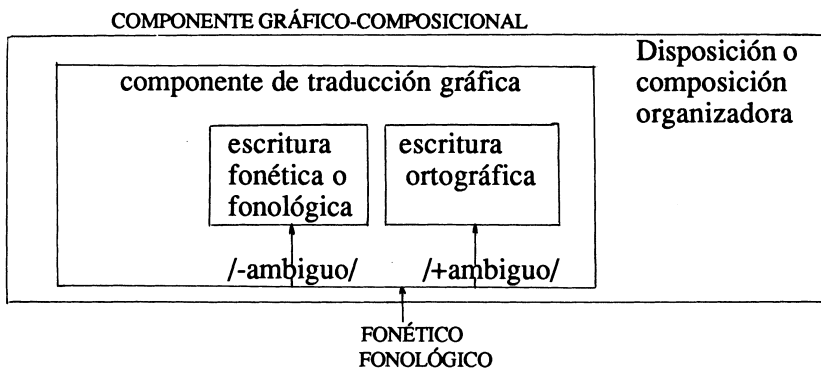 COMPONENTE GRÁFICO-COMPOSICIONAL
Disposición o
composición
organizadora
componente de traducción gráfica
escritura
fonética o
fonológica
escritura
ortográfica
/-ambiguo/
/+ambiguo/
FONÉTICO
FONOLÓGICO